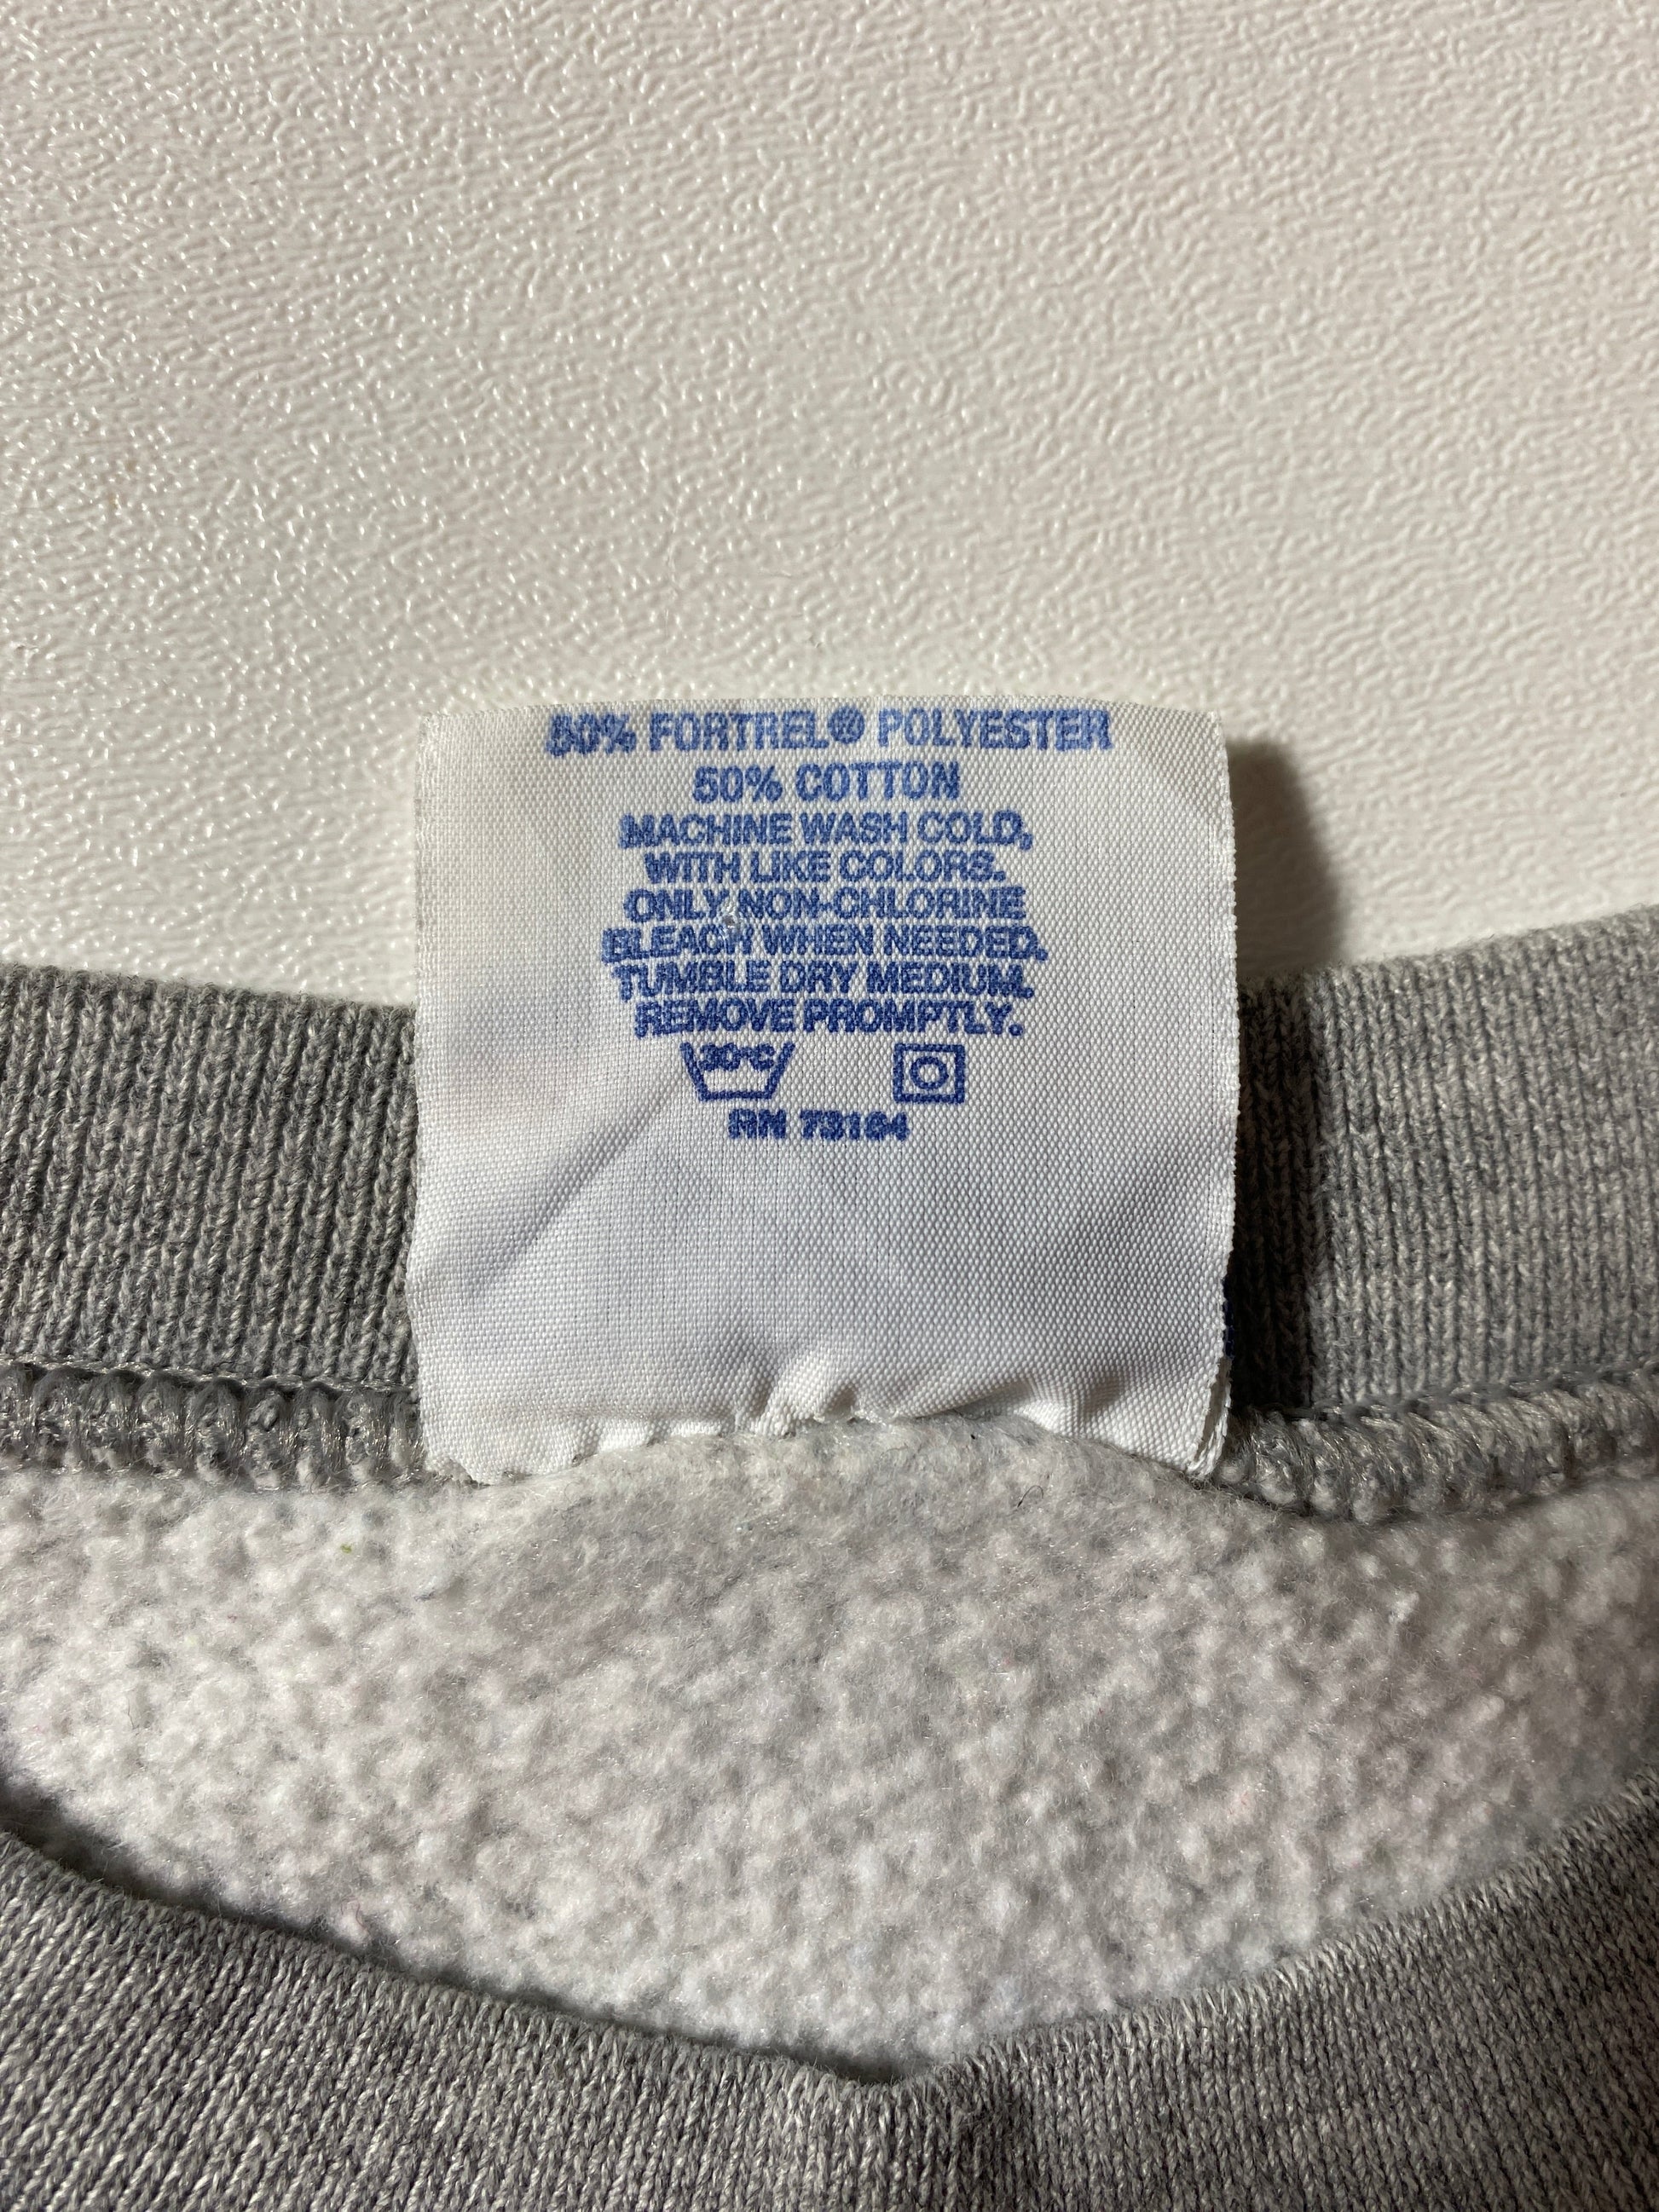 50% FORTREL® POLYESTER
50% COTTON
MACHINE WASH COLD,
WITH LIKE COLORS.
ONLY NON-CHLORINE
BLEACH WHEN NEEDED.
TUMBLE DRY MEDIUM.
REMOVE PROMPTLY.
30°C
RN 73164